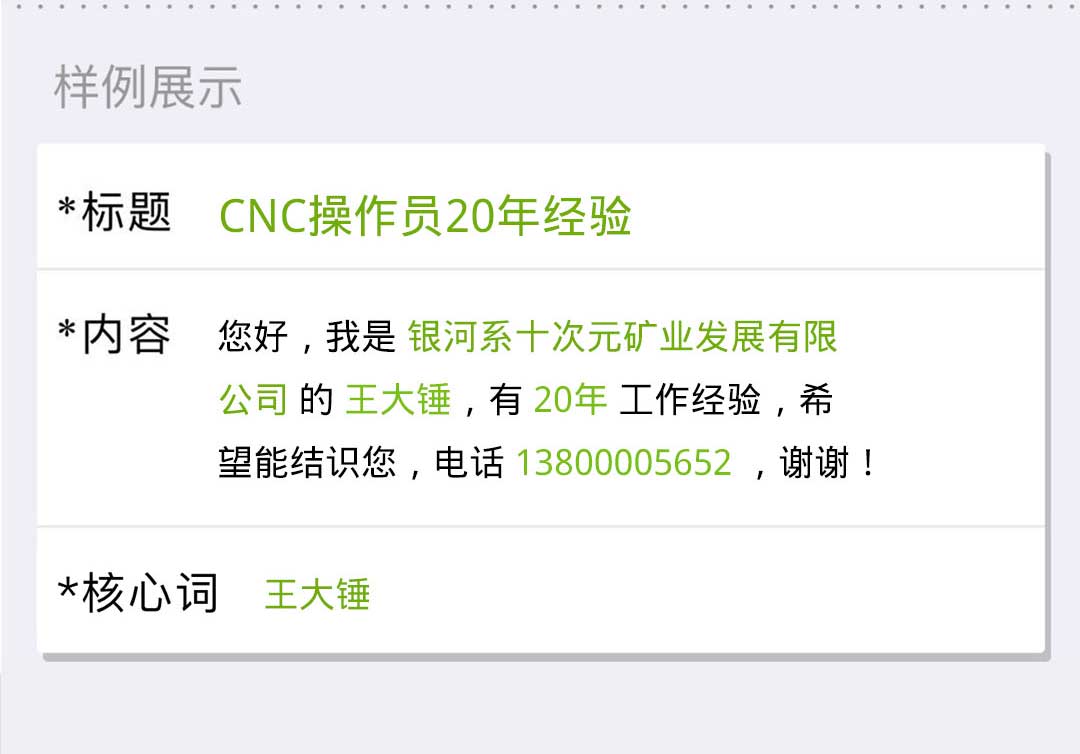 样例展示
*标题 CNC操作员20年经验
*内容 您好，我是 银河系十次元矿业发展有限
公司 的 王大锤，有 20年 工作经验，希
望能结识您，电话 13800005652 ，谢谢！
*核心词 王大锤